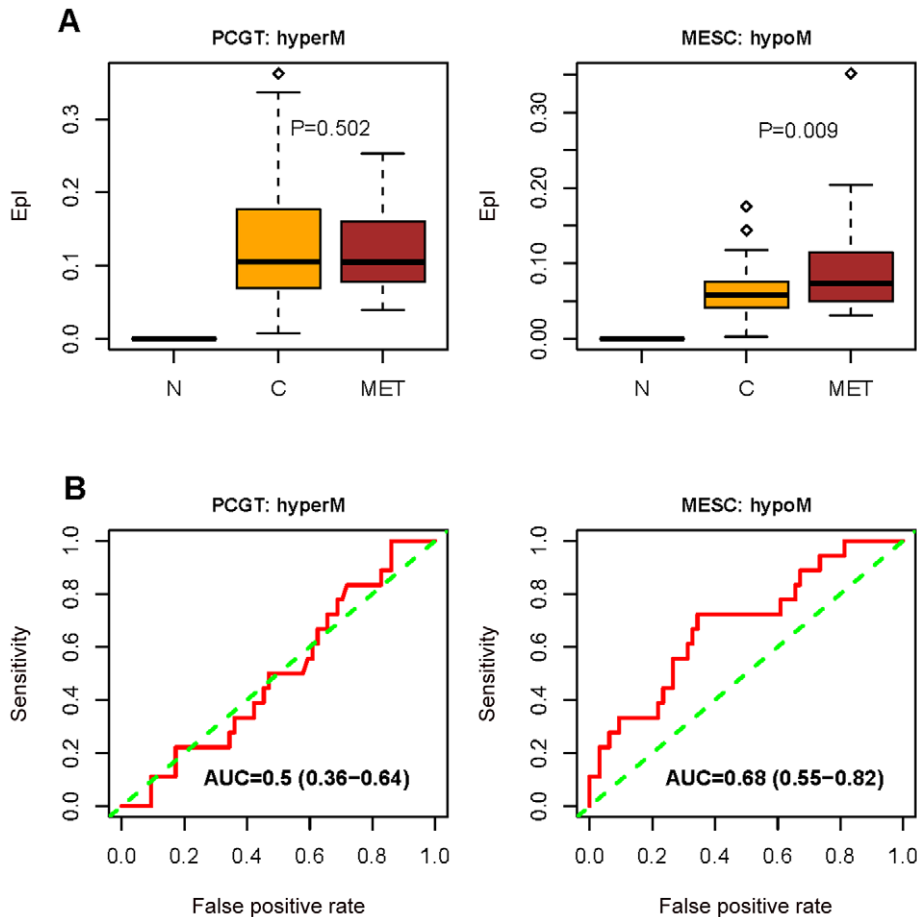 A
PCGT: hyperM
MESC: hypoM
EpI
0.0
0.1
0.2
0.3
P=0.502
N
C
MET
EpI
0.00
0.10
0.20
0.30
P=0.009
N
C
MET
B
PCGT: hyperM
MESC: hypoM
Sensitivity
0.0
0.2
0.4
0.6
0.8
1.0
AUC=0.5 (0.36−0.64)
0.0
0.2
0.4
0.6
0.8
1.0
False positive rate
Sensitivity
0.0
0.2
0.4
0.6
0.8
1.0
AUC=0.68 (0.55−0.82)
0.0
0.2
0.4
0.6
0.8
1.0
False positive rate